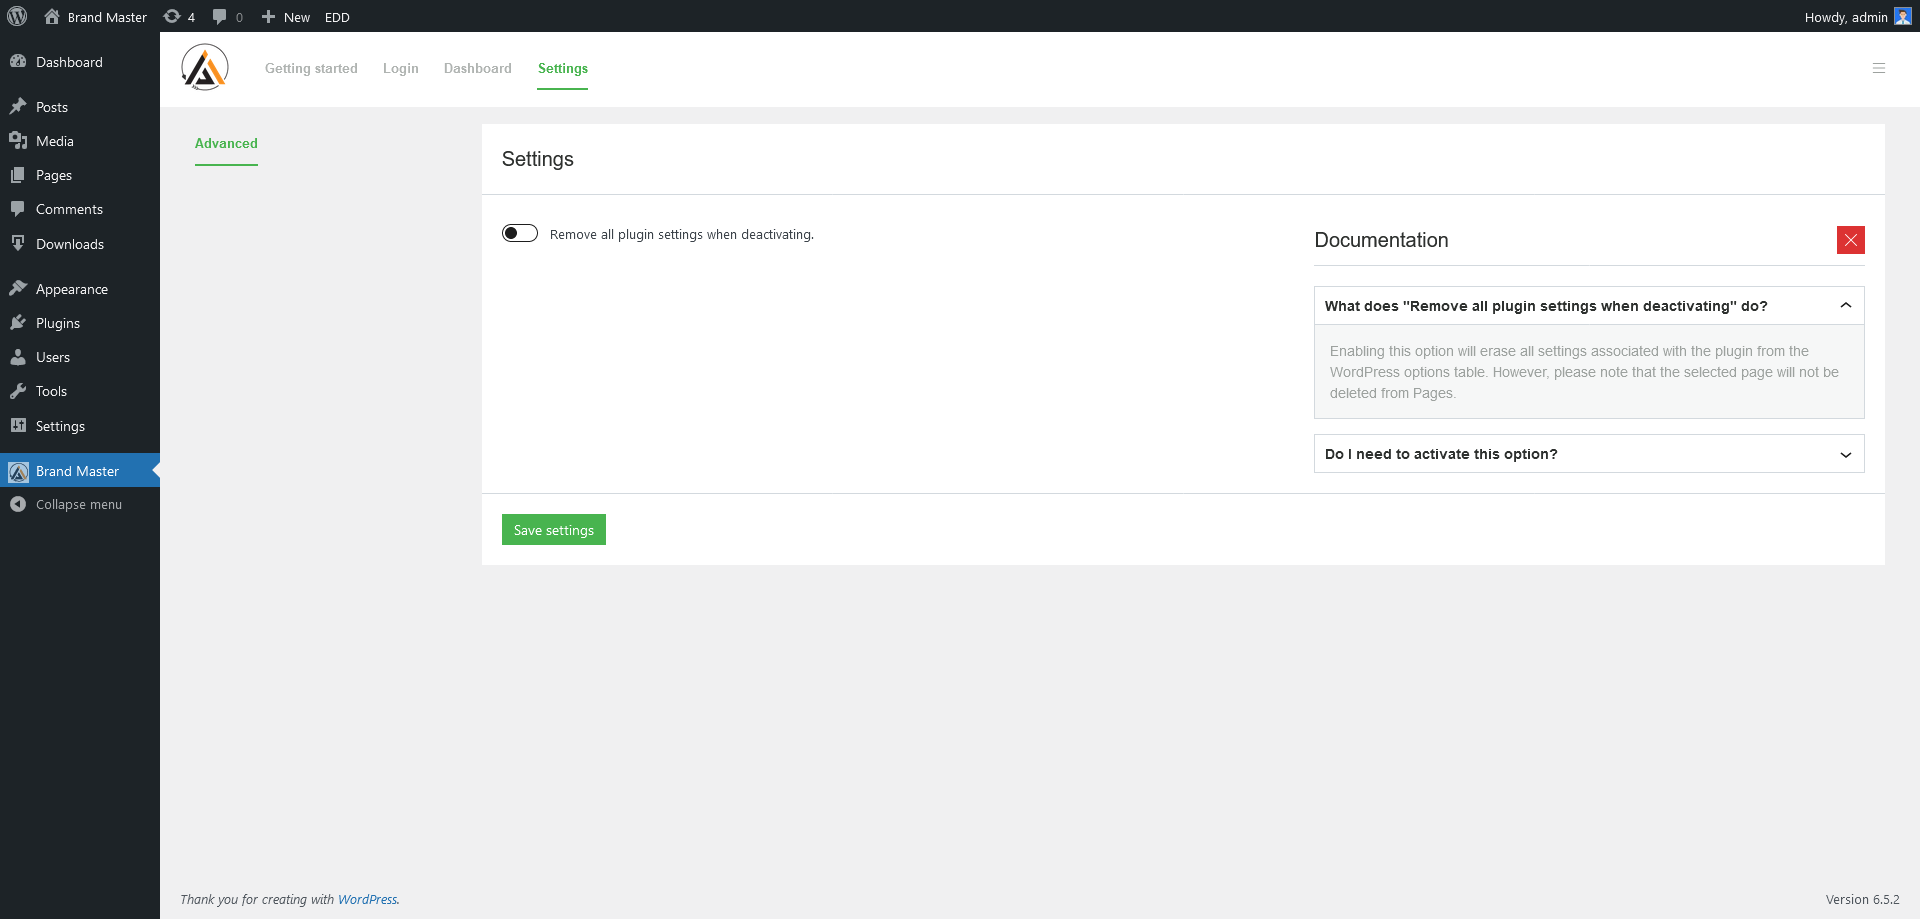 Brand Master
4
0
New
EDD
Howdy, admin
Dashboard
Posts
Media
Pages
Comments
Downloads
Appearance
Plugins
Users
Tools
Settings
Brand Master
Collapse menu
Getting started
Login
Dashboard
Settings
Advanced
Settings
Remove all plugin settings when deactivating.
Documentation
What does "Remove all plugin settings when deactivating" do?
Enabling this option will erase all settings associated with the plugin from the
WordPress options table. However, please note that the selected page will not be
deleted from Pages.
Do I need to activate this option?
Save settings
Thank you for creating with WordPress.
Version 6.5.2